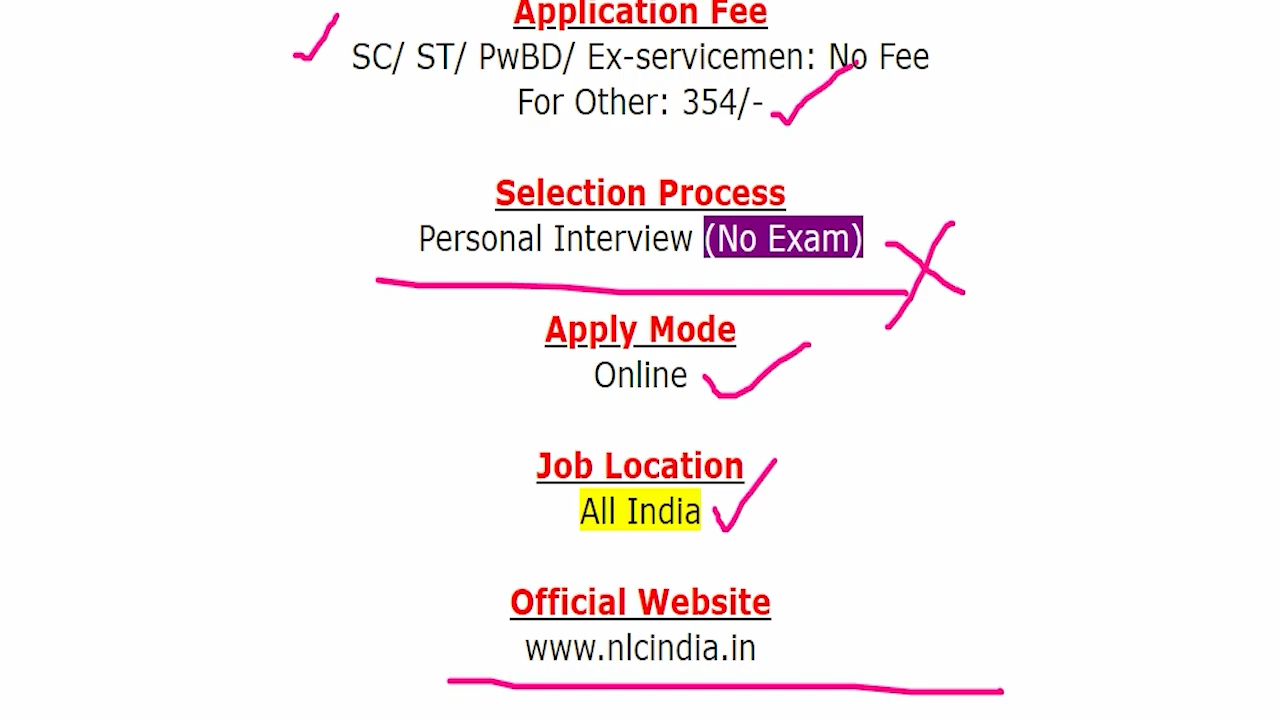 Application Fee
SC/ ST/ PwBD/ Ex-servicemen: No Fee
For Other: 354/-
Selection Process
Personal Interview (No Exam)
Apply Mode
Online
Job Location
All India
Official Website
www.nlcindia.in